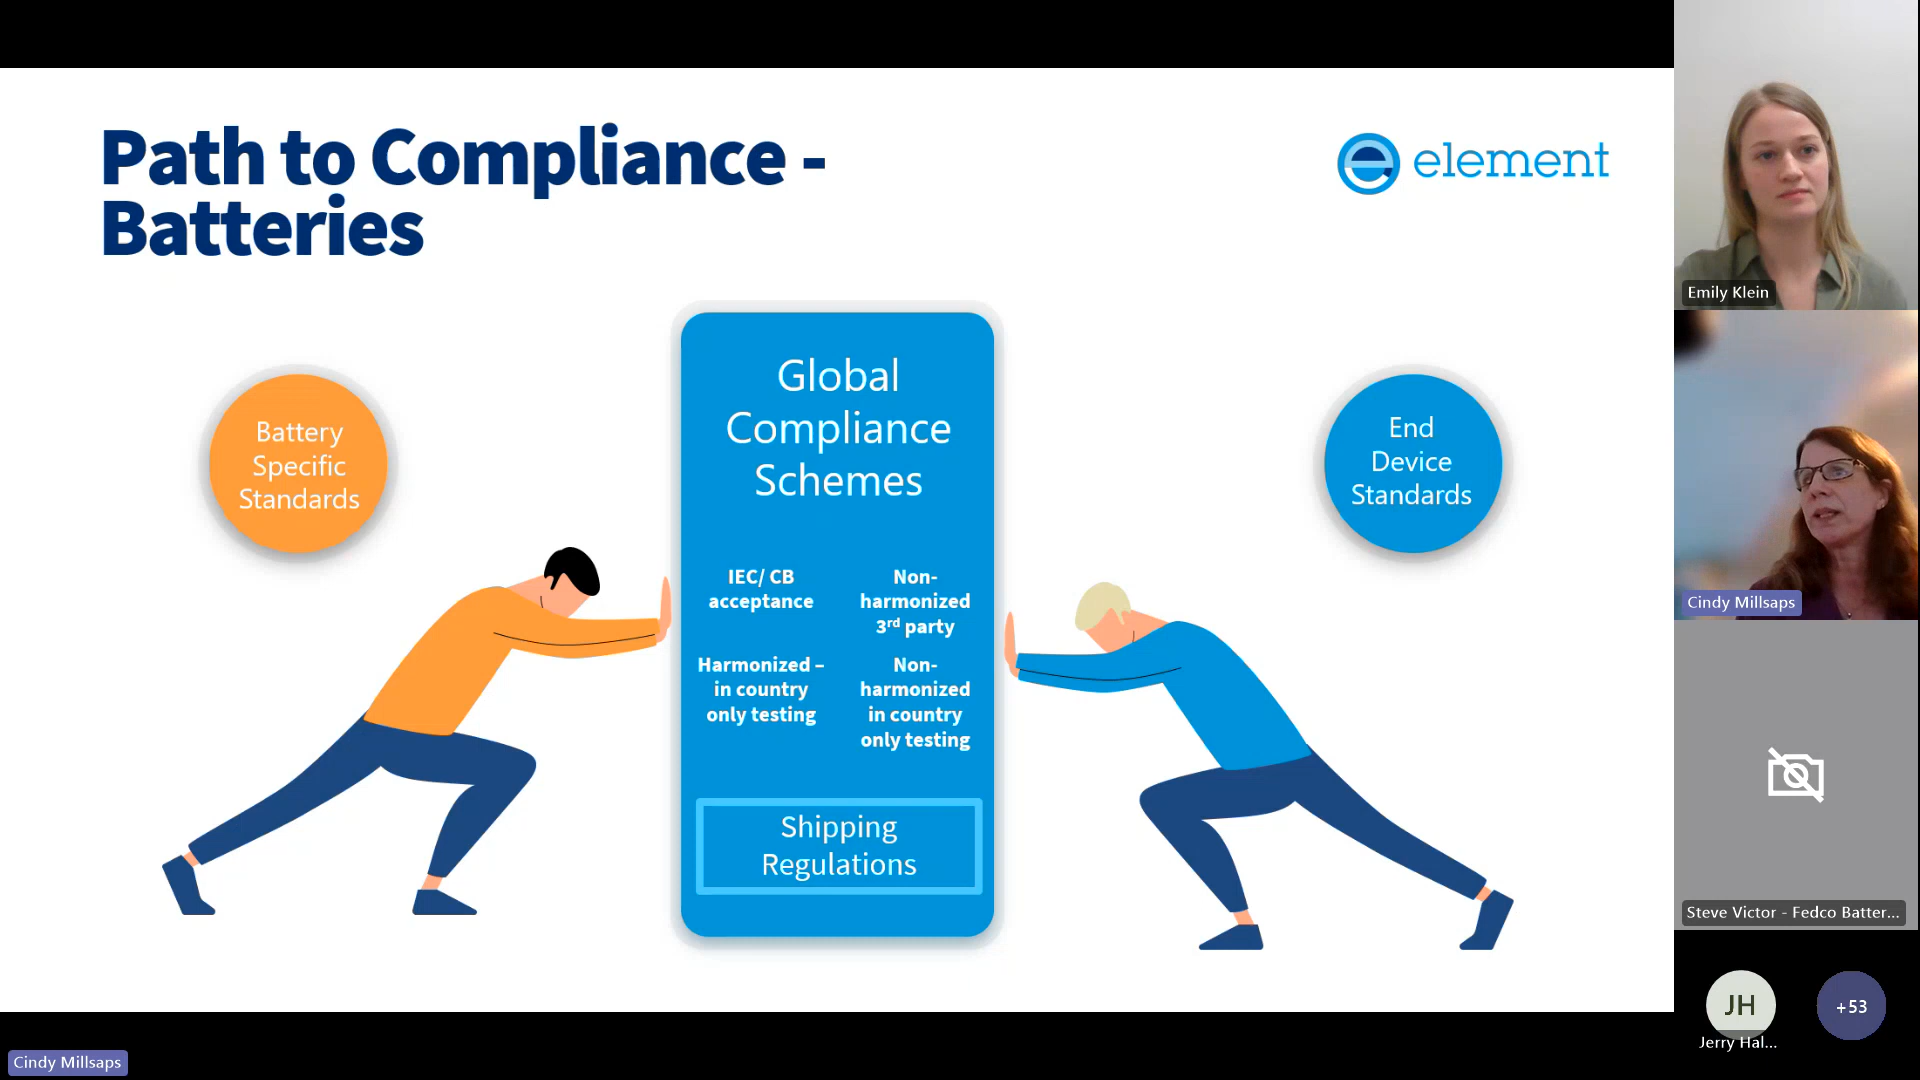 Path to Compliance -
Batteries
element
Battery
Specific
Standards
Global
Compliance
Schemes
IEC/ CB
acceptance
Non-
harmonized
3rd party
Harmonized –
in country
only testing
Non-
harmonized
in country
only testing
Shipping
Regulations
End
Device
Standards
Emily Klein
Cindy Millsaps
Steve Victor - Fedco Batter...
JH
Jerry Hal...
+53
Cindy Millsaps